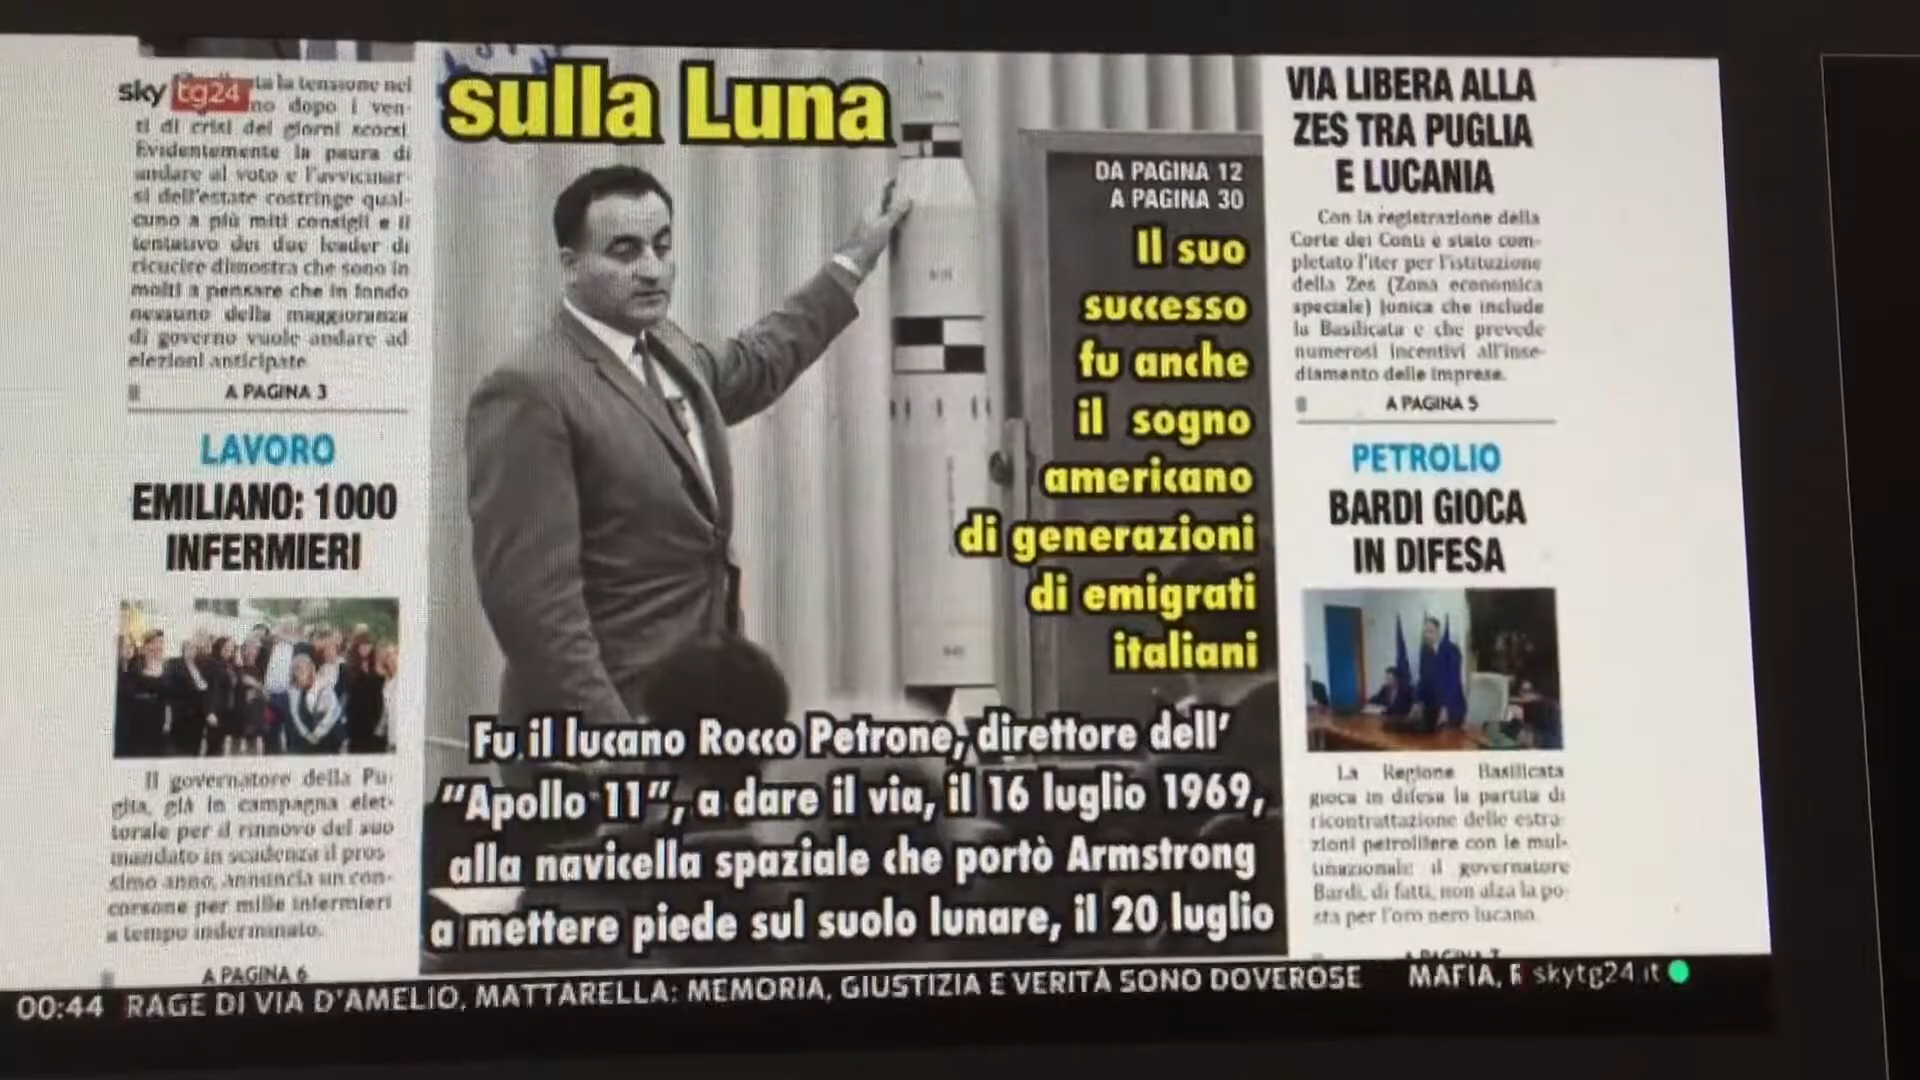 sky tg24
ta la tensione nel
no dopo i ven-
ti di crisi dei giorni scorsi.
Evidentemente la paura di
andare al voto e l'avvicinar-
si dell'estate costringe qual-
cuno a più miti consigli e il
tentativo dei due leader di
ricucire dimostra che sono in
molti a pensare che in fondo
nessuno della maggioranza
di governo vuole andare ad
elezioni anticipate
A PAGINA 3
LAVORO
EMILIANO: 1000
INFERMIERI
Il governatore della Pu-
glia, già in campagna elet-
torale per il rinnovo del suo
mandato in scadenza il pros-
simo anno, annuncia un con-
corsone per mille infermieri
a tempo inderminato.
A PAGINA 6
sulla Luna
DA PAGINA 12
A PAGINA 30
Il suo
successo
fu anche
il sogno
americano
di generazioni
di emigrati
italiani
Fu il lucano Rocco Petrone, direttore dell'
"Apollo 11", a dare il via, il 16 luglio 1969,
alla navicella spaziale che portò Armstrong
a mettere piede sul suolo lunare, il 20 luglio
VIA LIBERA ALLA
ZES TRA PUGLIA
E LUCANIA
Con la registrazione della
Corte dei Conti è stato com-
pletato l'iter per l'istituzione
della Zes (Zona economica
speciale) Jonica che include
la Basilicata e che prevede
numerosi incentivi all'inse-
diamento delle imprese.
A PAGINA 5
PETROLIO
BARDI GIOCA
IN DIFESA
La Regione Basilicata
gioca in difesa la partita di
ricontrattazione delle estra-
zioni petrolifere con le mul-
tinazionali: il governatore
Bardi, di fatti, non alza la po-
sta per l'oro nero lucano.
A PAGINA 7
00:44 RAGE DI VIA D'AMELIO, MATTARELLA: MEMORIA, GIUSTIZIA E VERITÀ SONO DOVEROSE MAFIA, skytg24.it